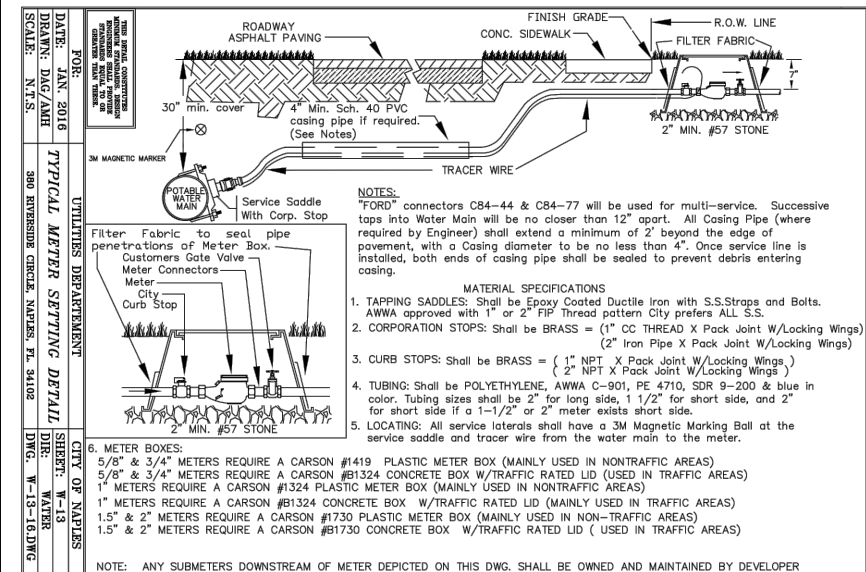 THIS DETAIL CONSTITUTES
MINIMUM STANDARDS. DESIGN
ENGINEERS SHALL PROVIDE
STANDARDS EQUAL TO OR
GREATER THAN THESE.
FOR:
DATE: JAN. 2016
DRAWN: DAG/AMH
SCALE: N.T.S.
UTILITIES DEPARTEMENT
TYPICAL METER SETTING DETAIL
380 RIVERSIDE CIRCLE, NAPLES, FL 34102
CITY OF NAPLES
SHEET: W-13
DIR: WATER
DWG. W-13-16.DWG
ROADWAY
ASPHALT PAVING
FINISH GRADE
CONC. SIDEWALK
R.O.W. LINE
FILTER FABRIC
7"
30" min. cover
4" Min. Sch. 40 PVC
casing pipe if required.
(See Notes)
2" MIN. #57 STONE
3M MAGNETIC MARKER
TRACER WIRE
POTABLE
WATER
MAIN
Service Saddle
With Corp. Stop
Filter Fabric to seal pipe
penetrations of Meter Box.
Customers Gate Valve
Meter Connectors
Meter
City
Curb Stop
2" MIN. #57 STONE
NOTES:
"FORD" connectors C84-44 & C84-77 will be used for multi-service. Successive
taps into Water Main will be no closer than 12" apart. All Casing Pipe (where
required by Engineer) shall extend a minimum of 2' beyond the edge of
pavement, with a Casing diameter to be no less than 4". Once service line is
installed, both ends of casing pipe shall be sealed to prevent debris entering
casing.
MATERIAL SPECIFICATIONS
1. TAPPING SADDLES: Shall be Epoxy Coated Ductile Iron with S.S.Straps and Bolts.
AWWA approved with 1" or 2" FIP Thread pattern City prefers ALL S.S.
2. CORPORATION STOPS: Shall be BRASS = (1" CC THREAD X Pack Joint W/Locking Wings)
(2" Iron Pipe X Pack Joint W/Locking Wings)
3. CURB STOPS: Shall be BRASS = ( 1" NPT X Pack Joint W/Locking Wings )
( 2" NPT X Pack Joint W/Locking Wings )
4. TUBING: Shall be POLYETHYLENE, AWWA C-901, PE 4710, SDR 9-200 & blue in
color. Tubing sizes shall be 2" for long side, 1 1/2" for short side, and 2"
for short side if a 1-1/2" or 2" meter exists short side.
5. LOCATING: All service laterals shall have a 3M Magnetic Marking Ball at the
service saddle and tracer wire from the water main to the meter.
6. METER BOXES:
5/8" & 3/4" METERS REQUIRE A CARSON #1419 PLASTIC METER BOX (MAINLY USED IN NONTRAFFIC AREAS)
5/8" & 3/4" METERS REQUIRE A CARSON #B1324 CONCRETE BOX W/TRAFFIC RATED LID (USED IN TRAFFIC AREAS)
1" METERS REQUIRE A CARSON #1324 PLASTIC METER BOX (MAINLY USED IN NONTRAFFIC AREAS)
1" METERS REQUIRE A CARSON #B1324 CONCRETE BOX W/TRAFFIC RATED LID (MAINLY USED IN TRAFFIC AREAS)
1.5" & 2" METERS REQUIRE A CARSON #1730 PLASTIC METER BOX (MAINLY USED IN NON-TRAFFIC AREAS)
1.5" & 2" METERS REQUIRE A CARSON #B1730 CONCRETE BOX W/TRAFFIC RATED LID ( USED IN TRAFFIC AREAS)
NOTE: ANY SUBMETERS DOWNSTREAM OF METER DEPICTED ON THIS DWG. SHALL BE OWNED AND MAINTAINED BY DEVELOPER